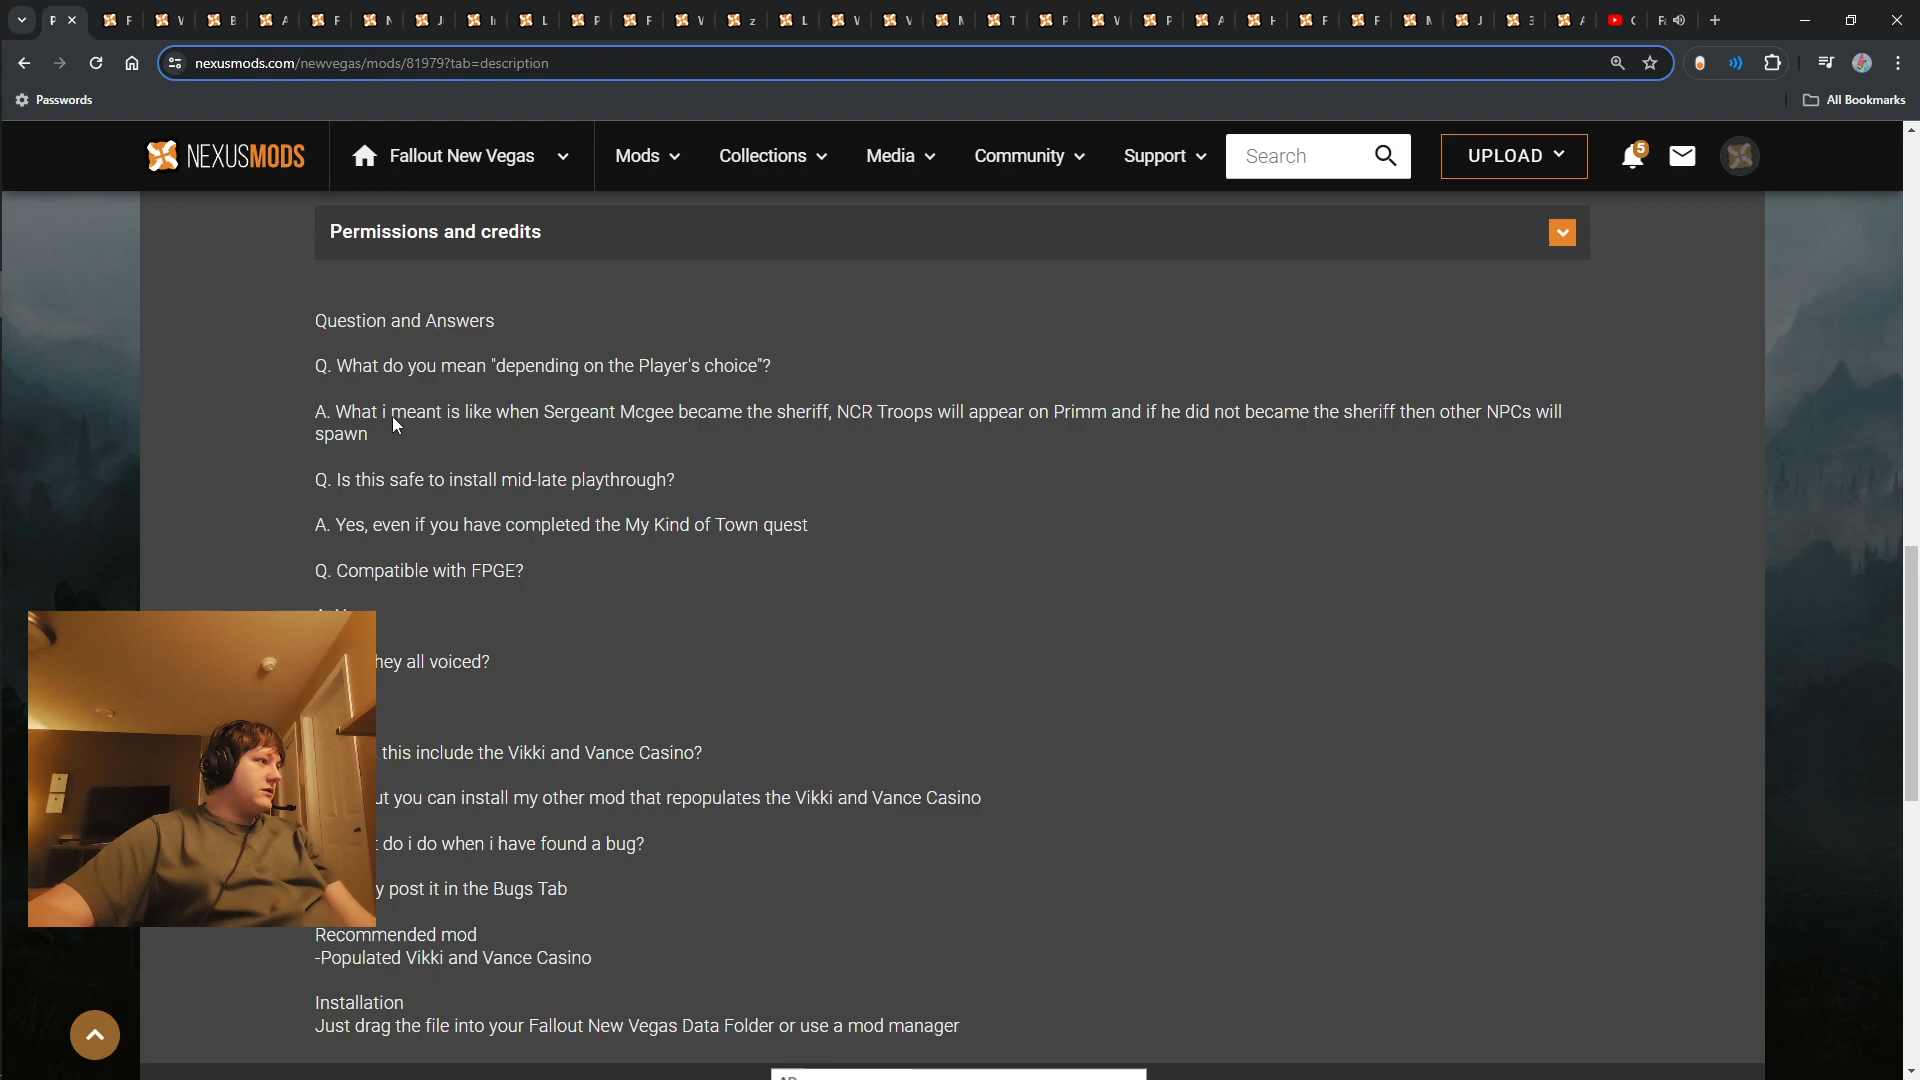 nexusmods.com/newvegas/mods/81979?tab=description
Passwords
All Bookmarks
NEXUSMODS
Fallout New Vegas
Mods
Collections
Media
Community
Support
Search
UPLOAD
5
Permissions and credits
Question and Answers
Q. What do you mean "depending on the Player's choice"?
A. What i meant is like when Sergeant Mcgee became the sheriff, NCR Troops will appear on Primm and if he did not became the sheriff then other NPCs will
spawn
Q. Is this safe to install mid-late playthrough?
A. Yes, even if you have completed the My Kind of Town quest
Q. Compatible with FPGE?
hey all voiced?
this include the Vikki and Vance Casino?
ut you can install my other mod that repopulates the Vikki and Vance Casino
do i do when i have found a bug?
y post it in the Bugs Tab
Recommended mod
-Populated Vikki and Vance Casino
Installation
Just drag the file into your Fallout New Vegas Data Folder or use a mod manager